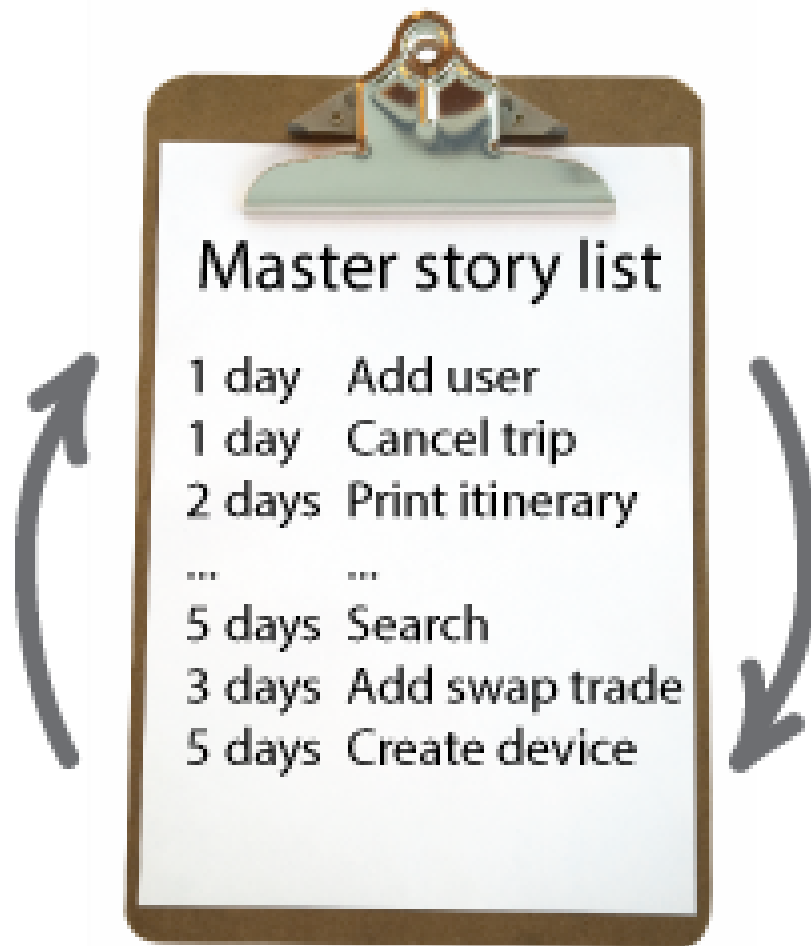 Master story list
1 day Add user
1 day Cancel trip
2 days Print itinerary
... ...
5 days Search
3 days Add swap trade
5 days Create device